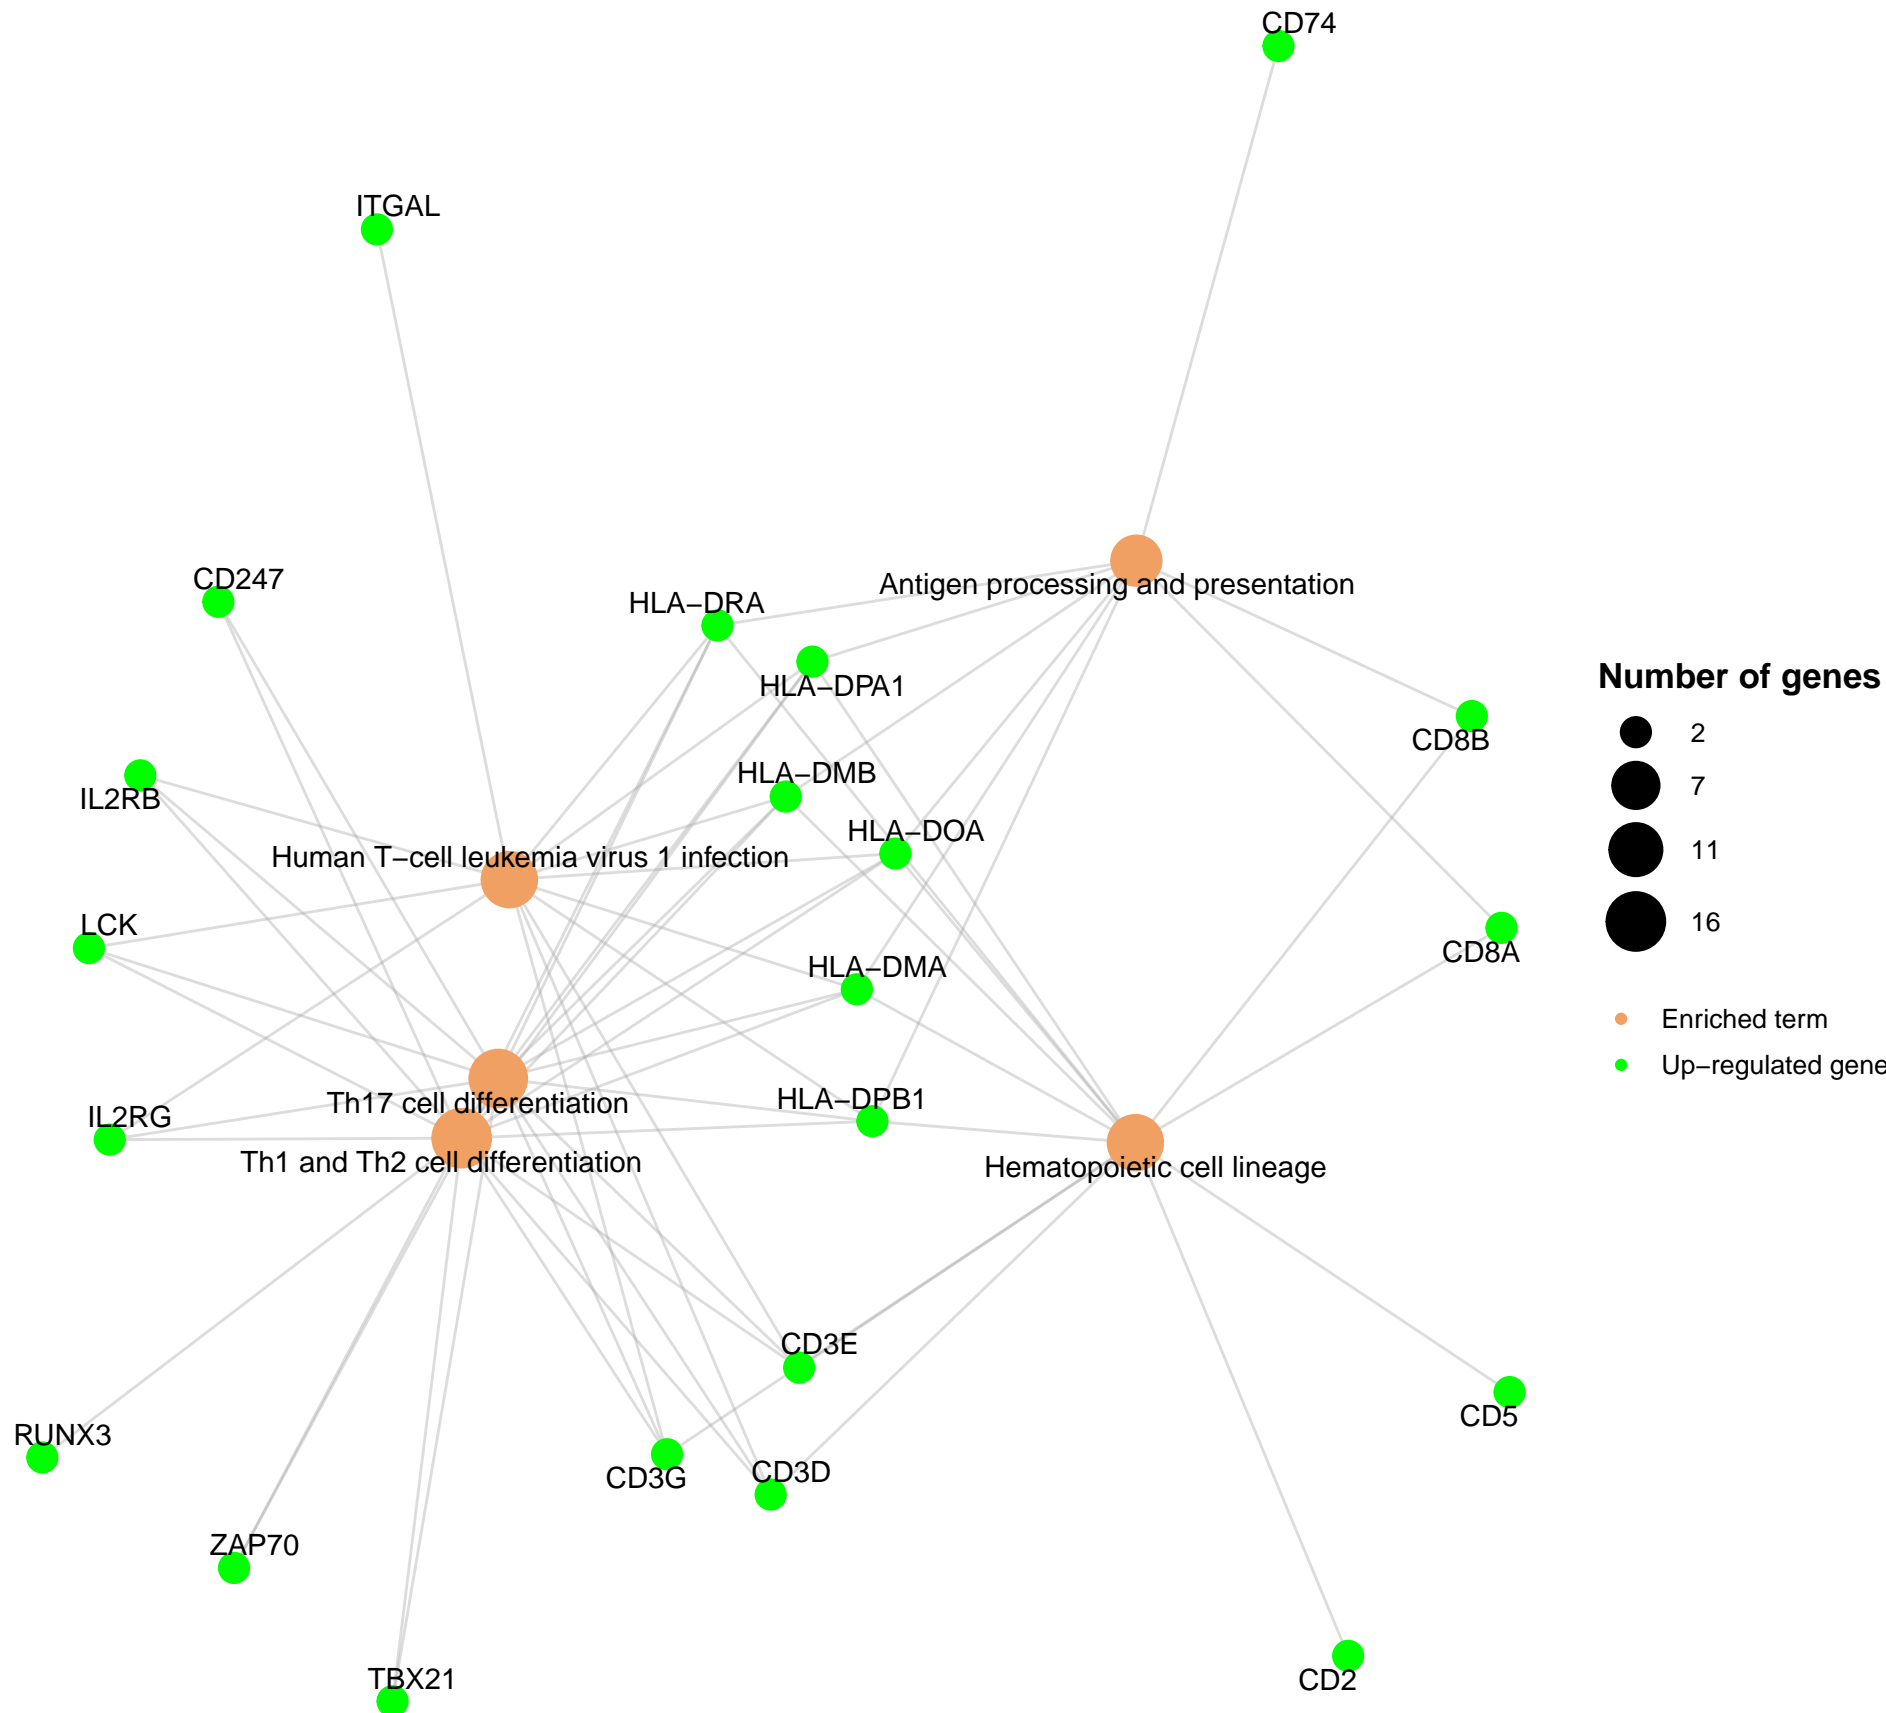 CD74
ITGAL
CD247
HLA−DRA
Antigen processing and presentation
HLA−DPA1
Number of genes
2
CD8B
HLA−DMB
7
IL2RB
HLA−DOA
11
Human T−cell leukemia virus 1 infection
LCK
16
CD8A
HLA−DMA
Enriched term
Up−regulated gene
HLA−DPB1
Th17 cell differentiation
IL2RG
Th1 and Th2 cell differentiation
Hematopoietic cell lineage
CD3E
CD5
RUNX3
CD3D
CD3G
ZAP70
TBX21
CD2